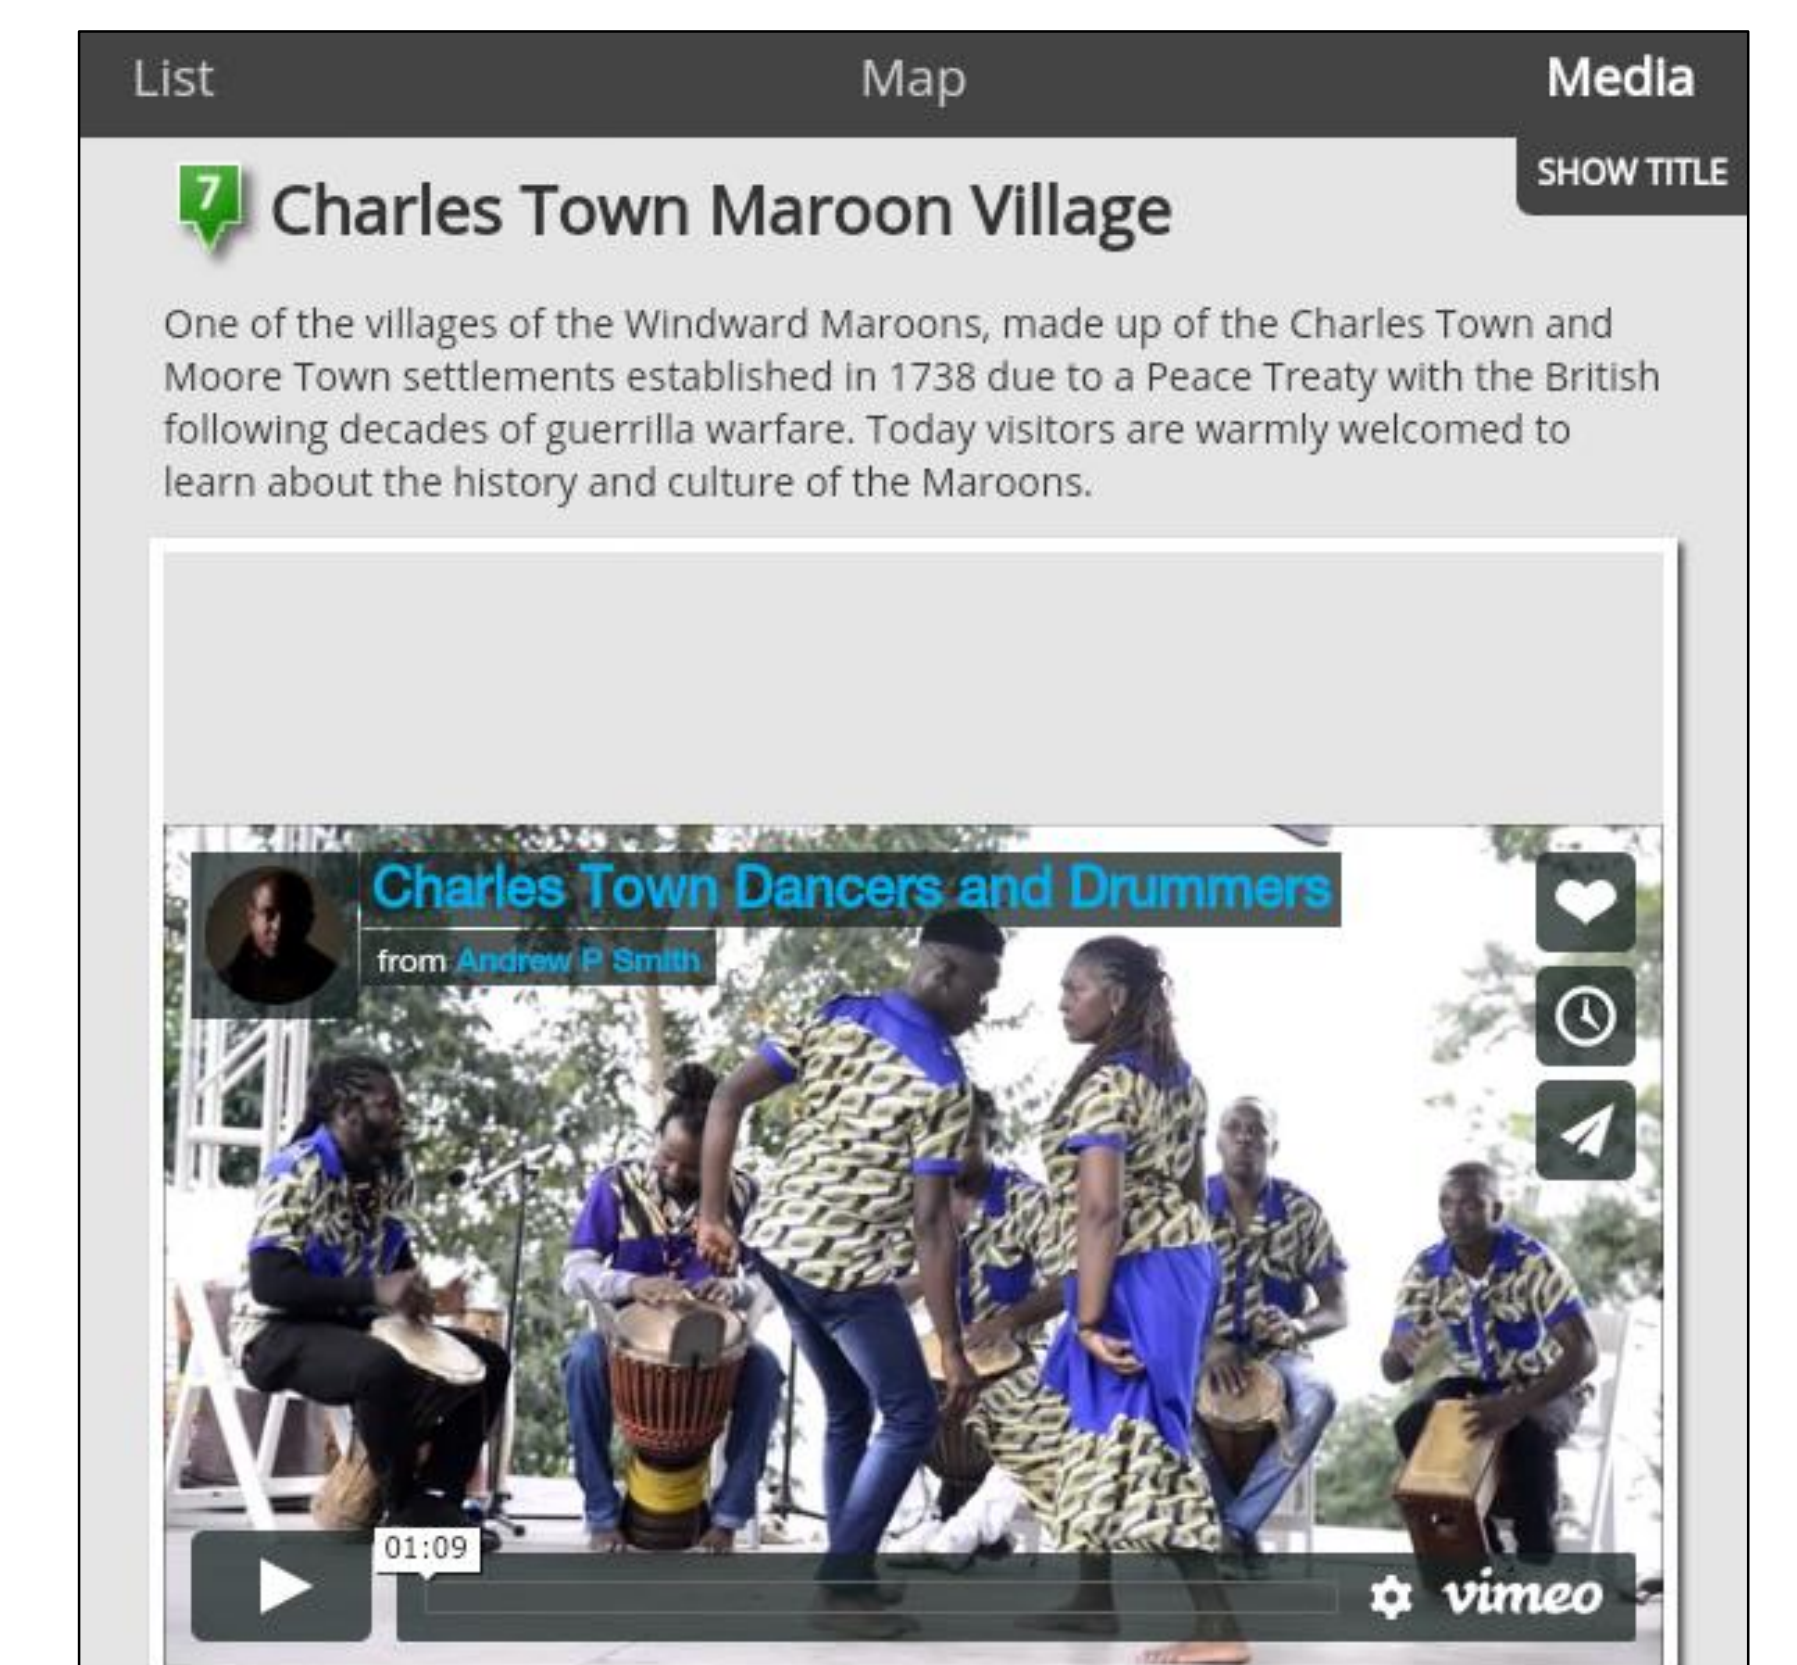 List
Map
Media
SHOW TITLE
7
Charles Town Maroon Village
One of the villages of the Windward Maroons, made up of the Charles Town and
Moore Town settlements established in 1738 due to a Peace Treaty with the British
following decades of guerrilla warfare. Today visitors are warmly welcomed to
learn about the history and culture of the Maroons.
Charles Town Dancers and Drummers
from Andrew P Smith
01:09
vimeo